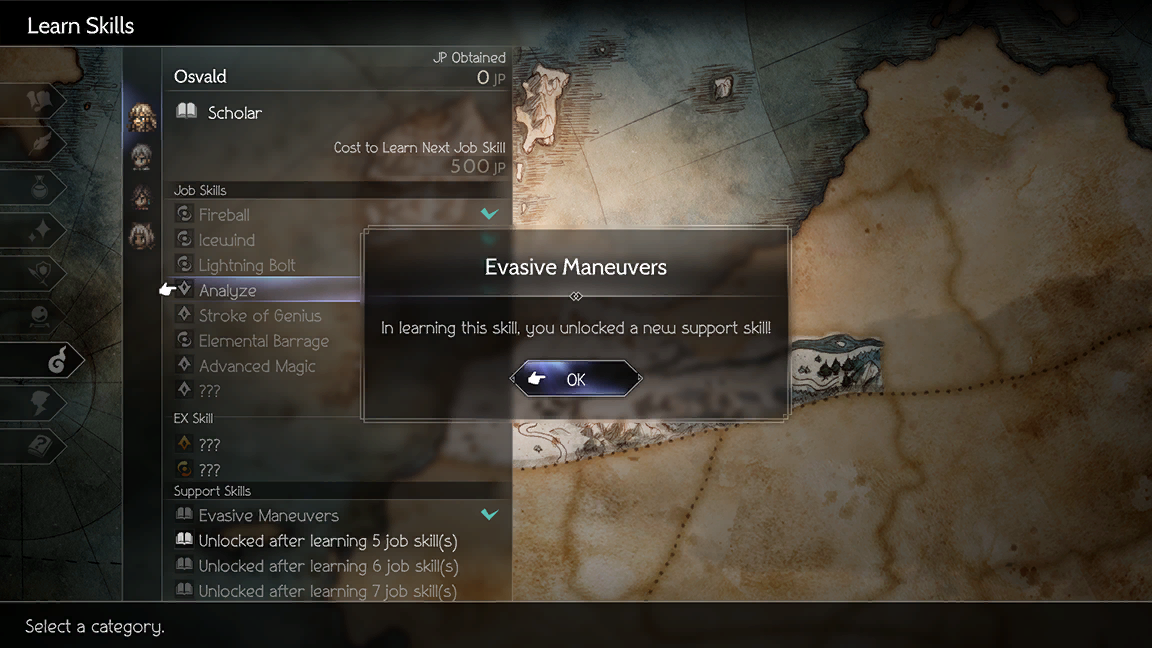 Learn Skills
JP Obtained
Osvald
0 JP
Scholar
Cost to Learn Next Job Skill
500 JP
Job Skills
Fireball
Icewind
Lightning Bolt
Analyze
Stroke of Genius
Elemental Barrage
Advanced Magic
???
EX Skill
???
???
Support Skills
Evasive Maneuvers
Unlocked after learning 5 job skill(s)
Unlocked after learning 6 job skill(s)
Unlocked after learning 7 job skill(s)
Evasive Maneuvers
In learning this skill, you unlocked a new support skill!
OK
Select a category.